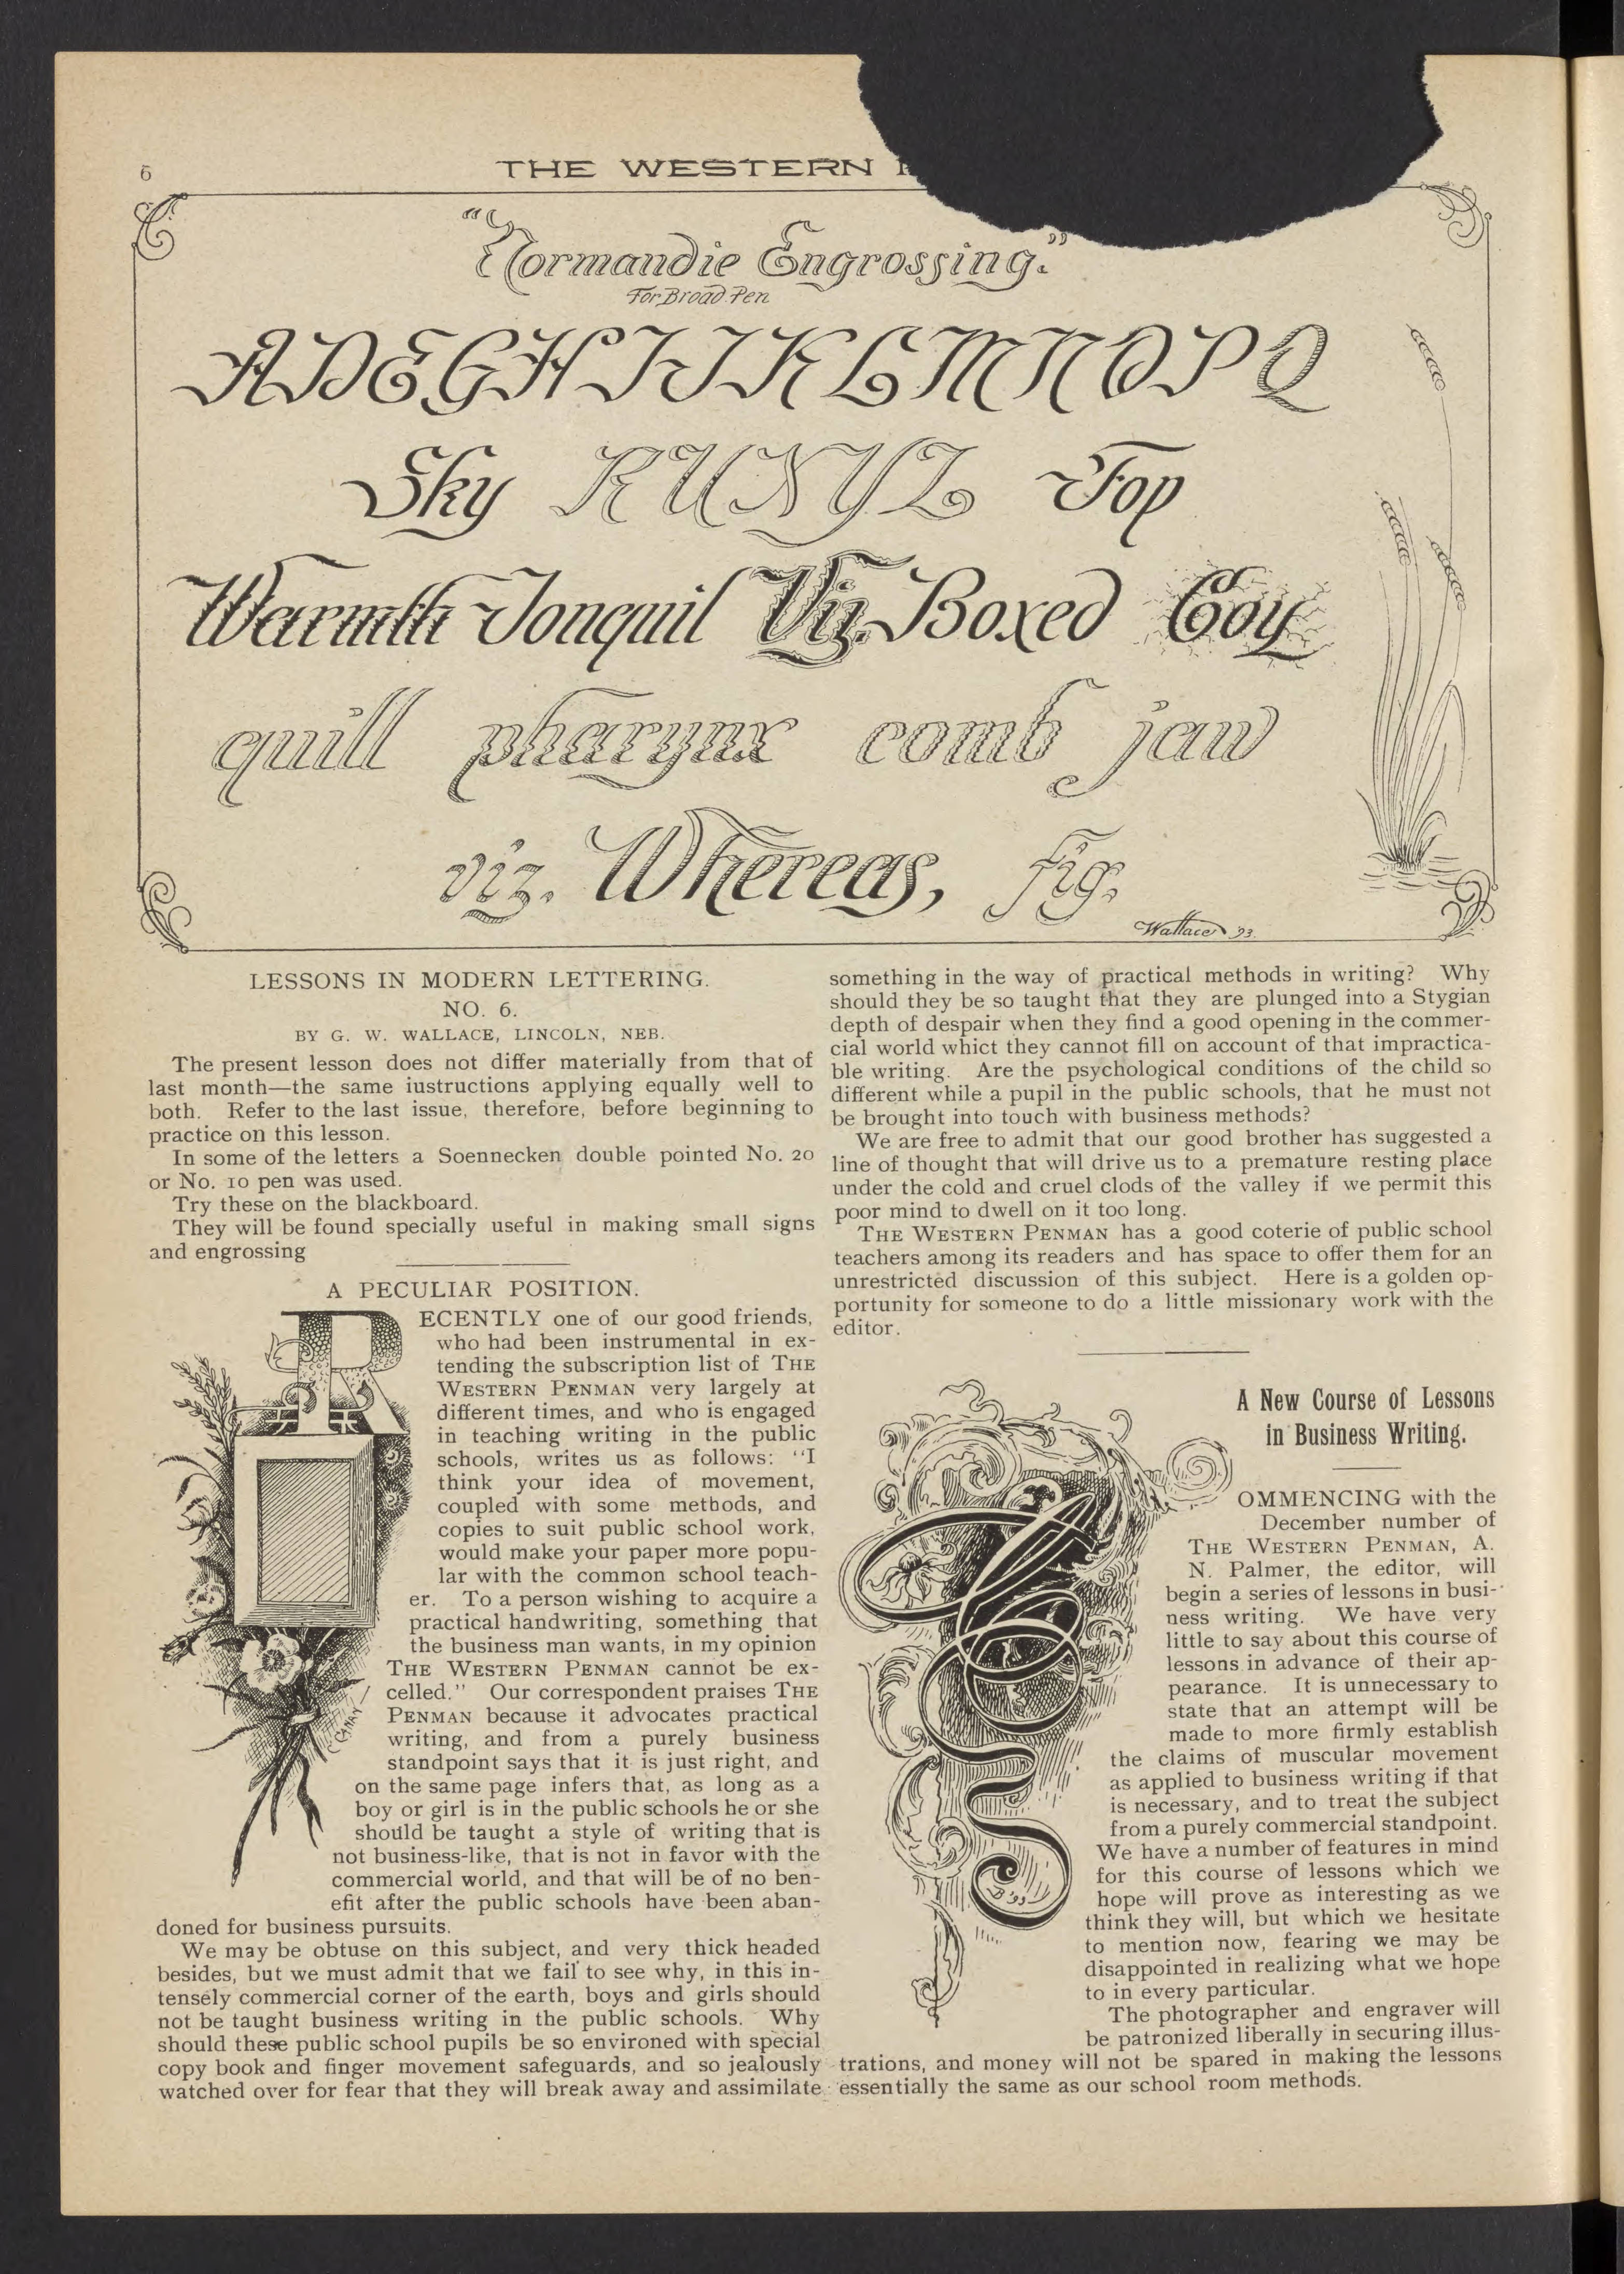 6
THE WESTERN
"Normandie Engrossing."
For Broad Pen
A D E G H I J K L M N O P Q
Sky R U X Y Z Fop
Warmth Jonquil Viz. Boxed Coy
quill pharynx comb jaw
viz. Whereas, fig.
Wallace '93.
LESSONS IN MODERN LETTERING.
NO. 6.
BY G. W. WALLACE, LINCOLN, NEB.
The present lesson does not differ materially from that of
last month—the same iustructions applying equally well to
both. Refer to the last issue, therefore, before beginning to
practice on this lesson.
In some of the letters a Soennecken double pointed No. 20
or No. 10 pen was used.
Try these on the blackboard.
They will be found specially useful in making small signs
and engrossing
A PECULIAR POSITION.
RECENTLY one of our good friends,
who had been instrumental in ex-
tending the subscription list of THE
WESTERN PENMAN very largely at
different times, and who is engaged
in teaching writing in the public
schools, writes us as follows: "I
think your idea of movement,
coupled with some methods, and
copies to suit public school work,
would make your paper more popu-
lar with the common school teach-
er. To a person wishing to acquire a
practical handwriting, something that
the business man wants, in my opinion
THE WESTERN PENMAN cannot be ex-
celled." Our correspondent praises THE
PENMAN because it advocates practical
writing, and from a purely business
standpoint says that it is just right, and
on the same page infers that, as long as a
boy or girl is in the public schools he or she
should be taught a style of writing that is
not business-like, that is not in favor with the
commercial world, and that will be of no ben-
efit after the public schools have been aban-
doned for business pursuits.
We may be obtuse on this subject, and very thick headed
besides, but we must admit that we fail to see why, in this in-
tensely commercial corner of the earth, boys and girls should
not be taught business writing in the public schools. Why
should these public school pupils be so environed with special
copy book and finger movement safeguards, and so jealously
watched over for fear that they will break away and assimilate
something in the way of practical methods in writing? Why
should they be so taught that they are plunged into a Stygian
depth of despair when they find a good opening in the commer-
cial world whict they cannot fill on account of that impractica-
ble writing. Are the psychological conditions of the child so
different while a pupil in the public schools, that he must not
be brought into touch with business methods?
We are free to admit that our good brother has suggested a
line of thought that will drive us to a premature resting place
under the cold and cruel clods of the valley if we permit this
poor mind to dwell on it too long.
THE WESTERN PENMAN has a good coterie of public school
teachers among its readers and has space to offer them for an
unrestricted discussion of this subject. Here is a golden op-
portunity for someone to do a little missionary work with the
editor.
A New Course of Lessons
in Business Writing.
COMMENCING with the
December number of
THE WESTERN PENMAN, A.
N. Palmer, the editor, will
begin a series of lessons in busi-
ness writing. We have very
little to say about this course of
lessons in advance of their ap-
pearance. It is unnecessary to
state that an attempt will be
made to more firmly establish
the claims of muscular movement
as applied to business writing if that
is necessary, and to treat the subject
from a purely commercial standpoint.
We have a number of features in mind
for this course of lessons which we
hope will prove as interesting as we
think they will, but which we hesitate
to mention now, fearing we may be
disappointed in realizing what we hope
to in every particular.
The photographer and engraver will
be patronized liberally in securing illus-
trations, and money will not be spared in making the lessons
essentially the same as our school room methods.